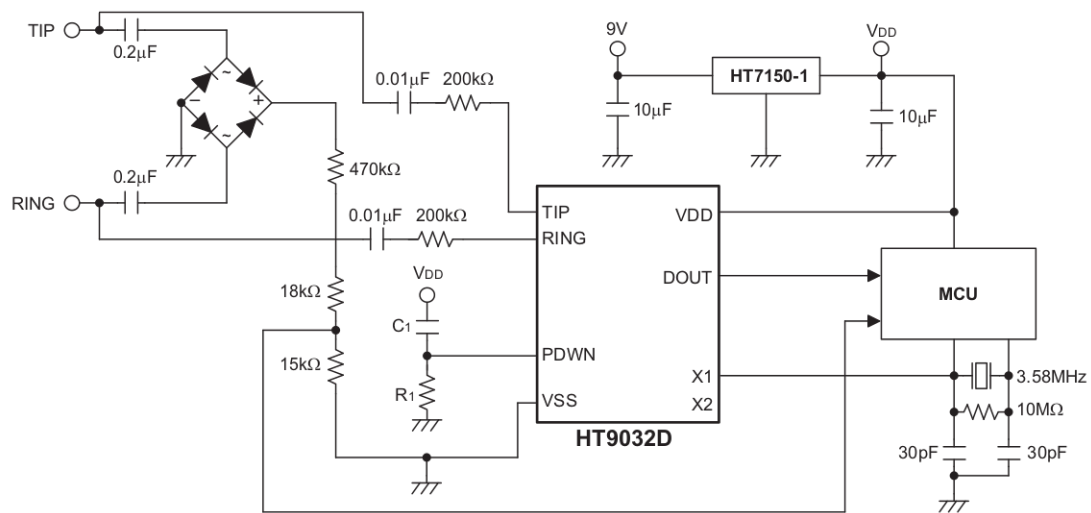 TIP
0.2µF
~
− +
~
0.2µF
RING
0.01µF 200kΩ
470kΩ
0.01µF 200kΩ
18kΩ
15kΩ
VDD
C1
R1
9V
10µF
HT7150-1
VDD
10µF
TIP
RING
PDWN
VSS
VDD
DOUT
X1
X2
HT9032D
MCU
3.58MHz
10MΩ
30pF 30pF